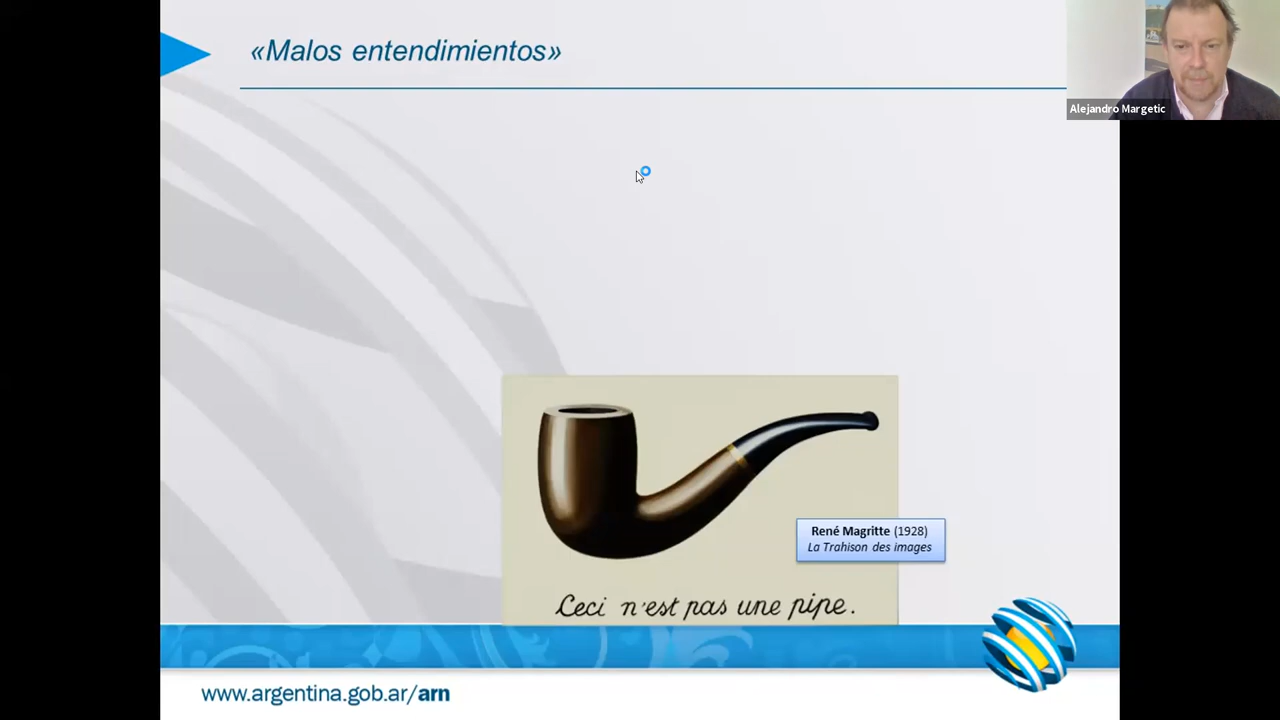 «Malos entendimientos»
Alejandro Margetic
René Magritte (1928)
La Trahison des images
Ceci n'est pas une pipe.
www.argentina.gob.ar/arn